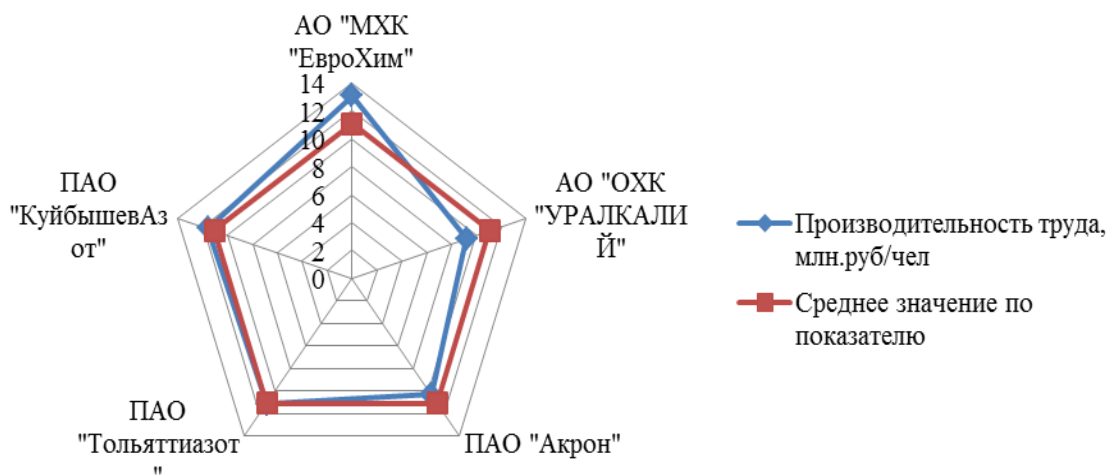 АО "МХК
"ЕвроХим"
14
12
10
8
6
4
2
0
АО "ОХК
"УРАЛКАЛИ
Й"
ПАО "Акрон"
ПАО
"Тольяттиазот
"
ПАО
"КуйбышевАз
от"
Производительность труда,
млн.руб/чел
Среднее значение по
показателю